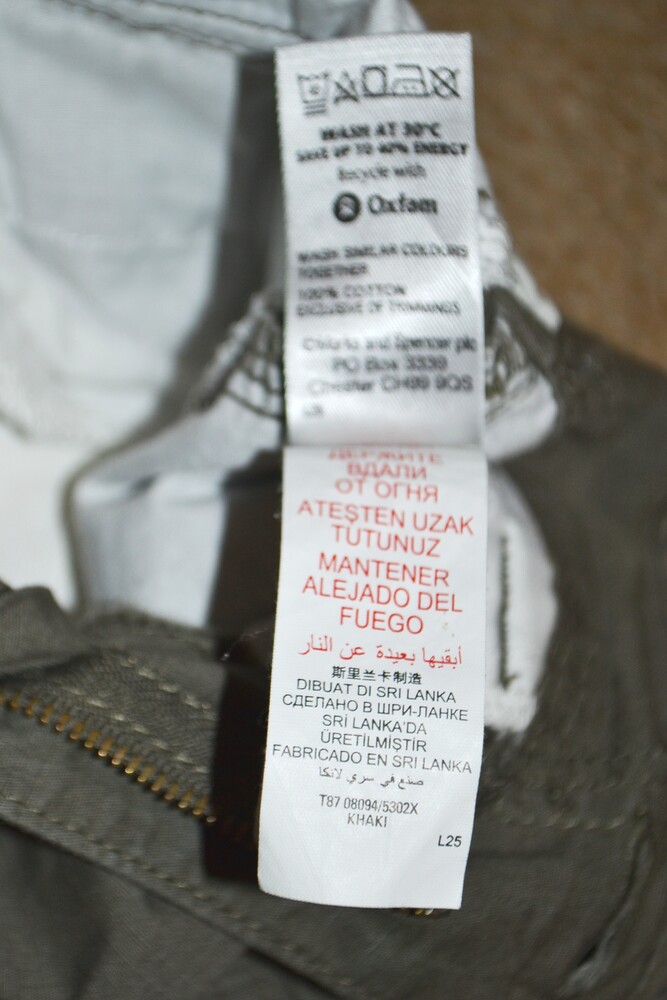 WASH AT 30°C
SAVE UP TO 40% ENERGY
Recycle with
Oxfam
WASH SIMILAR COLOURS
TOGETHER
100% COTTON
EXCLUSIVE OF TRIMMINGS
and Spencer plc
PO Box 3339
Chester CH99 9QS
ДЕРЖИТЕ
ВДАЛИ
ОТ ОГНЯ
ATEŞTEN UZAK
TUTUNUZ
MANTENER
ALEJADO DEL
FUEGO
أبقيها بعيدة عن النار
斯里兰卡制造
DIBUAT DI SRI LANKA
СДЕЛАНО В ШРИ-ЛАНКЕ
SRİ LANKA'DA
ÜRETİLMİŞTİR
FABRICADO EN SRI LANKA
صنع في سري لانكا
T87 08094/5302X
KHAKI
L25